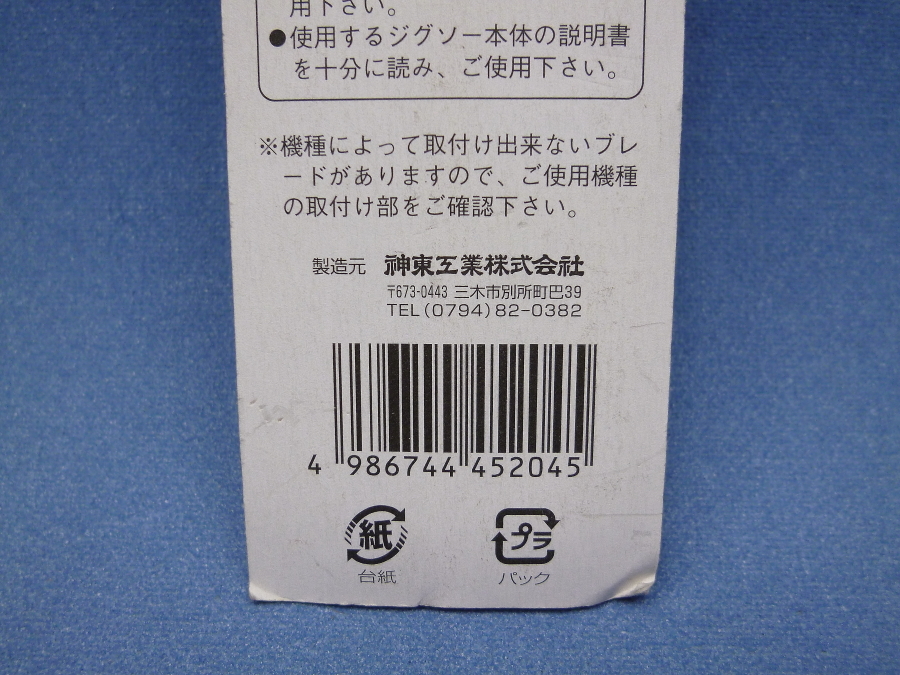 用下さい。
●使用するジグソー本体の説明書
を十分に読み、ご使用下さい。
※機種によって取付け出来ないブレ
ードがありますので、ご使用機種
の取付け部をご確認下さい。
製造元 神東工業株式会社
〒673-0443 三木市別所町巴39
TEL(0794)82-0382
4 986744 452045
紙 プラ
台紙 パック